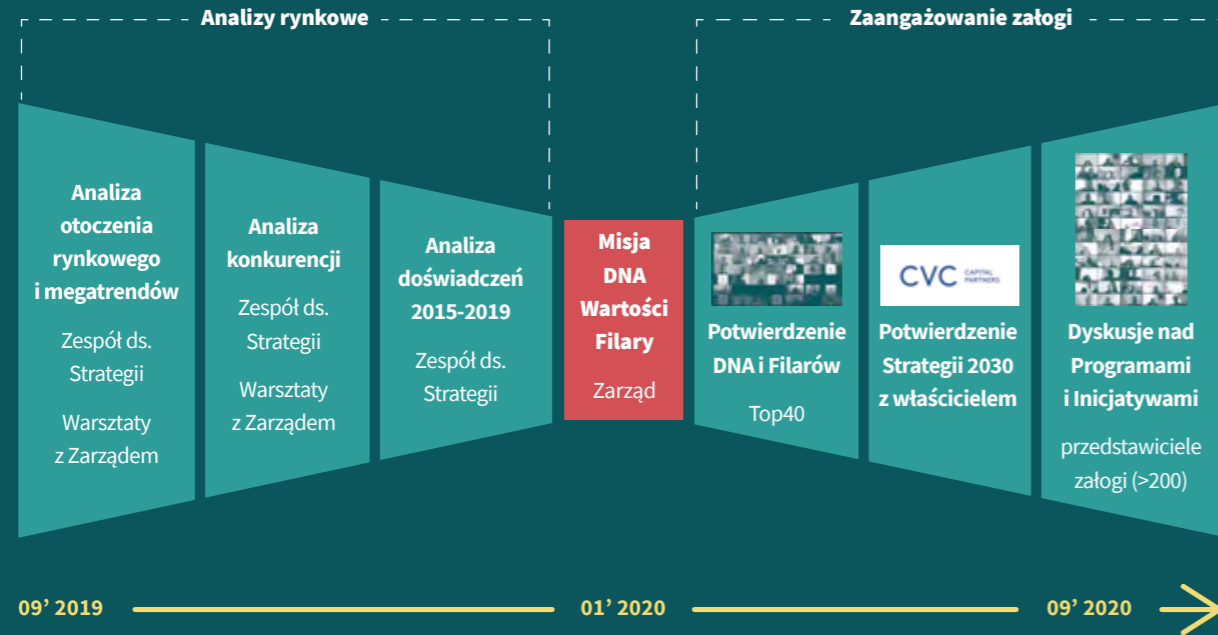 Analizy rynkowe
Zaangażowanie załogi
Analiza
otoczenia
rynkowego
i megatrendów
Zespół ds.
Strategii
Warsztaty
z Zarządem
Analiza
konkurencji
Zespół ds.
Strategii
Warsztaty
z Zarządem
Analiza
doświadczeń
2015-2019
Zespół ds.
Strategii
Misja
DNA
Wartości
Filary
Zarząd
Potwierdzenie
DNA i Filarów
Top40
CVC CAPITAL
PARTNERS
Potwierdzenie
Strategii 2030
z właścicielem
Dyskusje nad
Programami
i Inicjatywami
przedstawiciele
załogi (>200)
09’ 2019
01’ 2020
09’ 2020